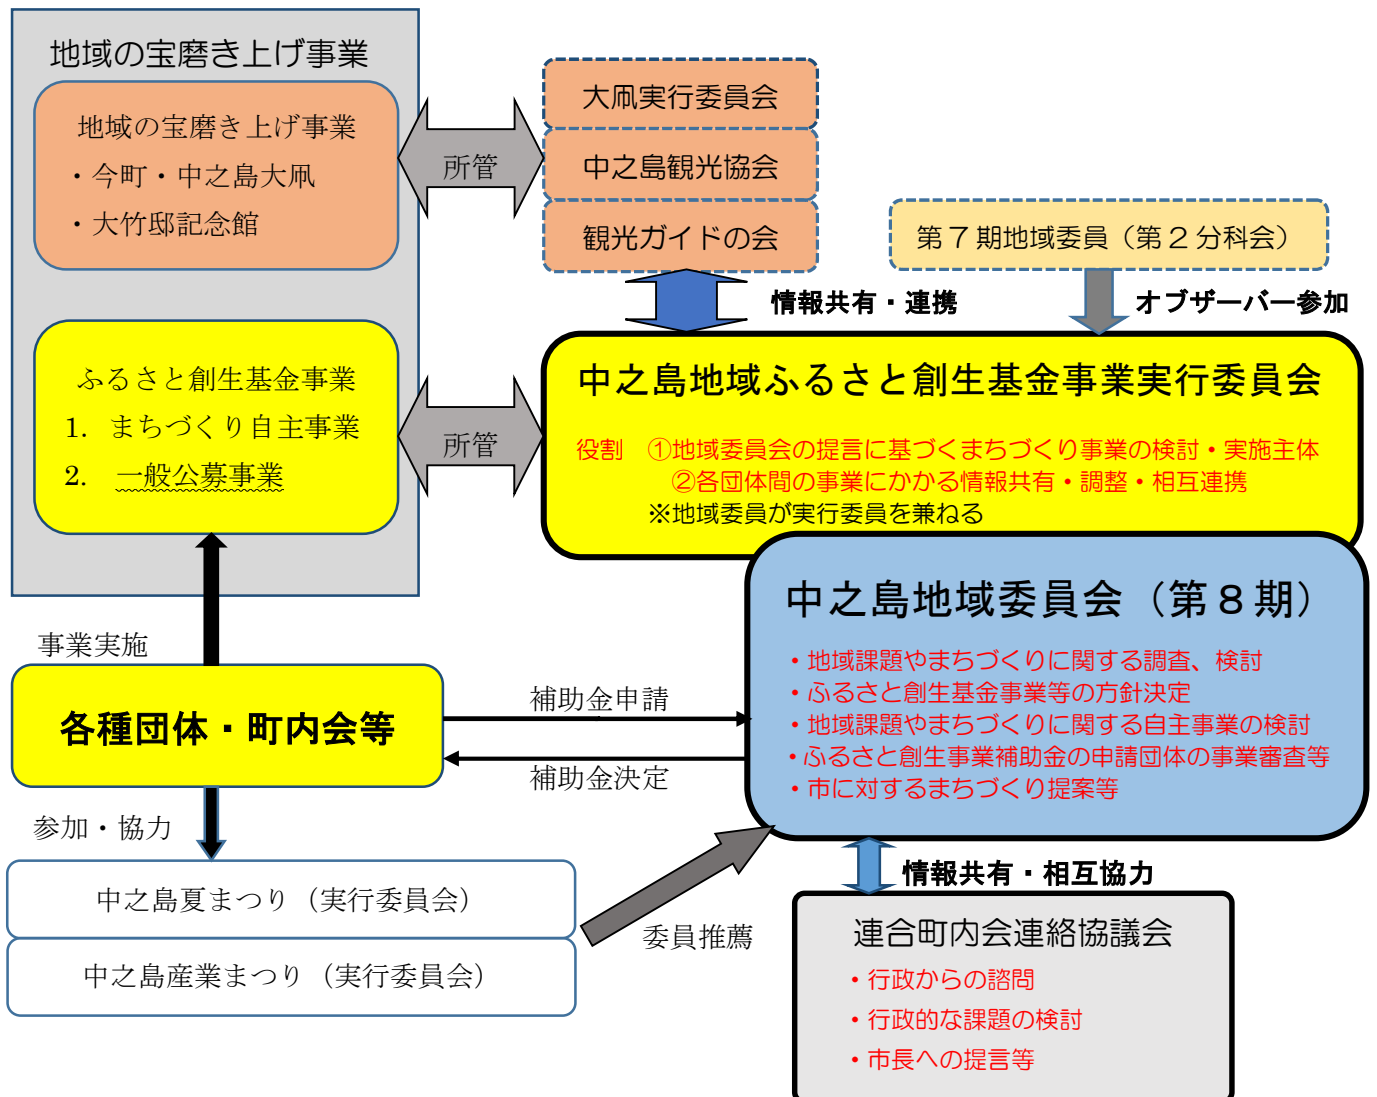 地域の宝磨き上げ事業
地域の宝磨き上げ事業
・今町・中之島大凧
・大竹邸記念館
所管
大凧実行委員会
中之島観光協会
観光ガイドの会
第７期地域委員（第２分科会）
情報共有・連携
オブザーバー参加
ふるさと創生基金事業
1. まちづくり自主事業
2. 一般公募事業
所管
中之島地域ふるさと創生基金事業実行委員会
役割 ①地域委員会の提言に基づくまちづくり事業の検討・実施主体
②各団体間の事業にかかる情報共有・調整・相互連携
※地域委員が実行委員を兼ねる
中之島地域委員会（第８期）
・地域課題やまちづくりに関する調査、検討
・ふるさと創生基金事業等の方針決定
・地域課題やまちづくりに関する自主事業の検討
・ふるさと創生事業補助金の申請団体の事業審査等
・市に対するまちづくり提案等
事業実施
各種団体・町内会等
補助金申請
補助金決定
参加・協力
中之島夏まつり（実行委員会）
中之島産業まつり（実行委員会）
委員推薦
情報共有・相互協力
連合町内会連絡協議会
・行政からの諮問
・行政的な課題の検討
・市長への提言等